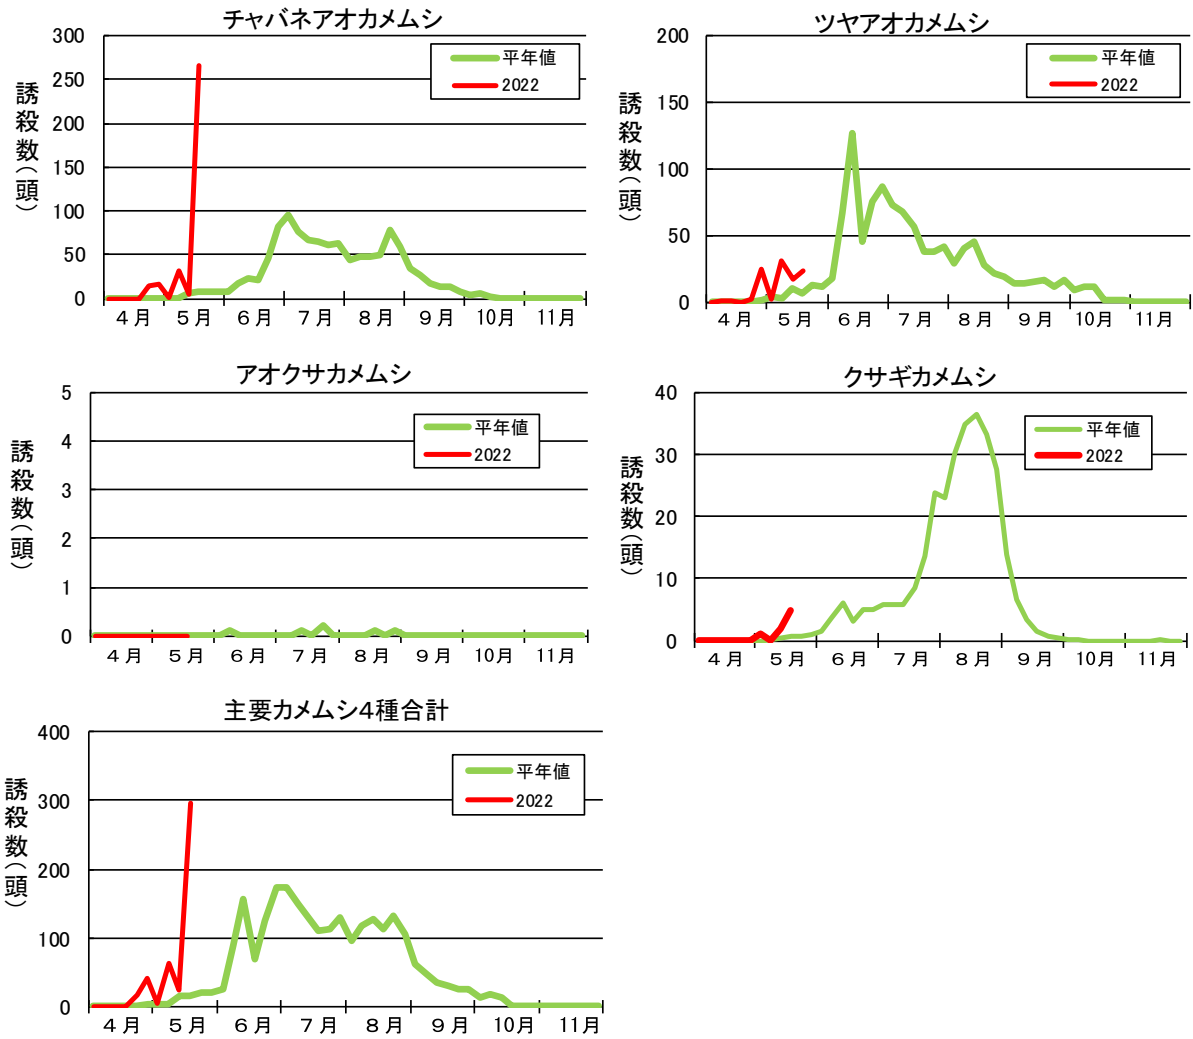 チャバネアオカメムシ
誘殺数(頭)
300
250
200
150
100
50
0
平年値
2022
4月 5月 6月 7月 8月 9月 10月 11月
ツヤアオカメムシ
誘殺数(頭)
200
150
100
50
0
平年値
2022
4月 5月 6月 7月 8月 9月 10月 11月
アオクサカメムシ
誘殺数(頭)
5
4
3
2
1
0
平年値
2022
4月 5月 6月 7月 8月 9月 10月 11月
クサギカメムシ
誘殺数(頭)
40
30
20
10
0
平年値
2022
4月 5月 6月 7月 8月 9月 10月 11月
主要カメムシ4種合計
誘殺数(頭)
400
300
200
100
0
平年値
2022
4月 5月 6月 7月 8月 9月 10月 11月